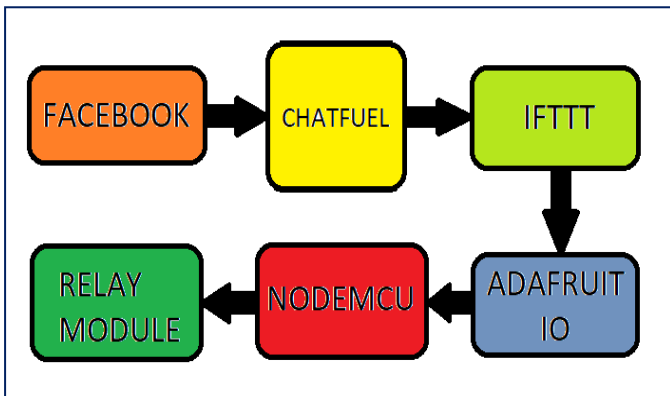 FACEBOOK
CHATFUEL
IFTTT
RELAY
MODULE
NODEMCU
ADAFRUIT
IO